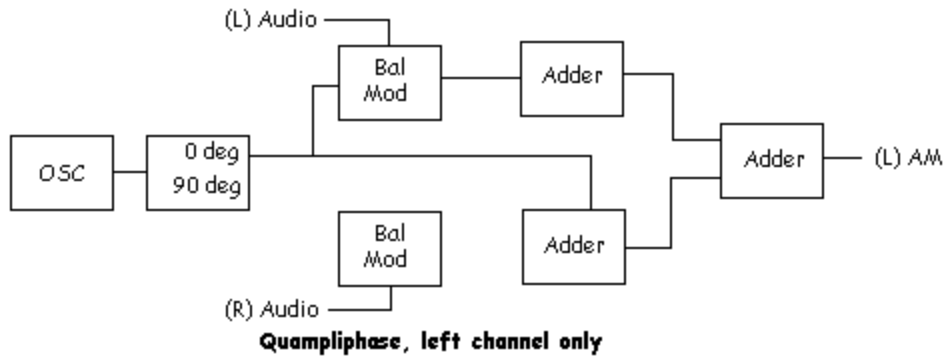 (L) Audio
Bal
Mod
Adder
OSC
0 deg
90 deg
Adder
(L) AM
Bal
Mod
Adder
(R) Audio
Quampliphase, left channel only